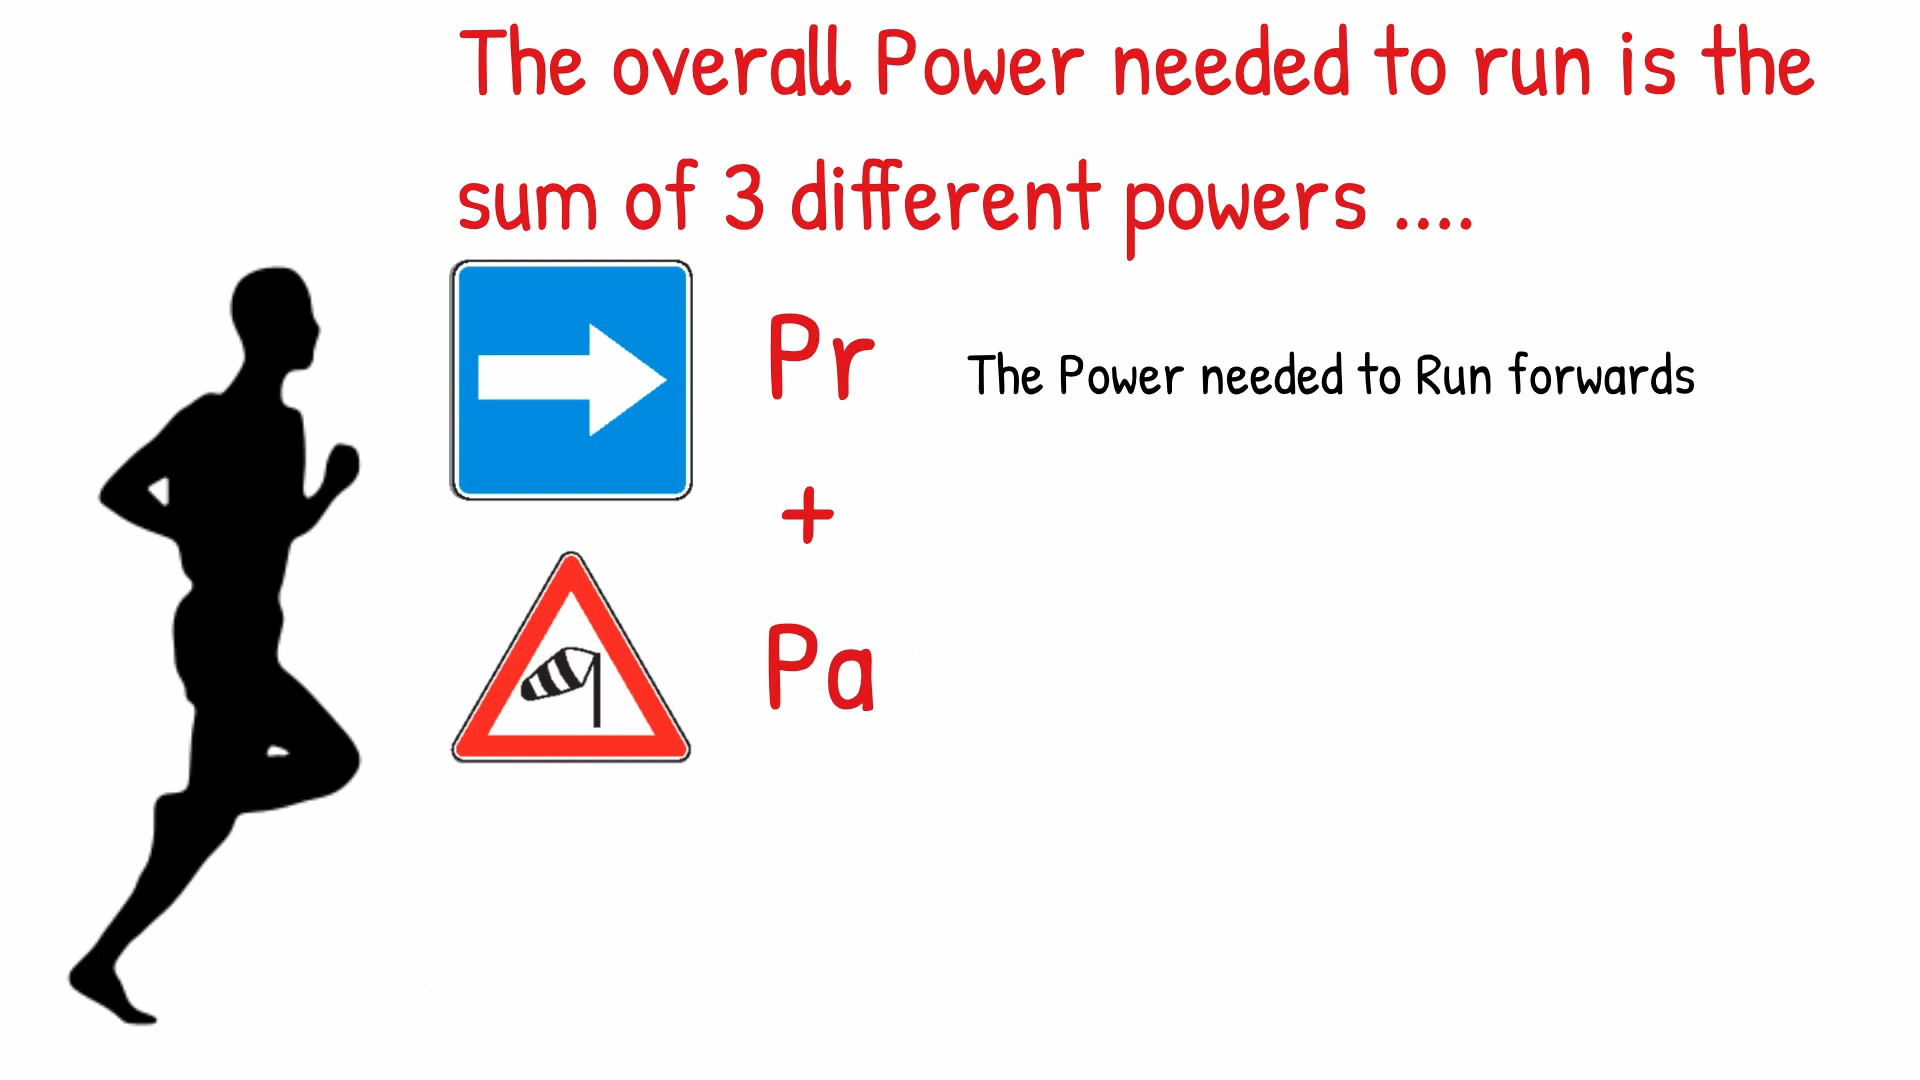 The overall Power needed to run is the
sum of 3 different powers ....
Pr
The Power needed to Run forwards
+
Pa